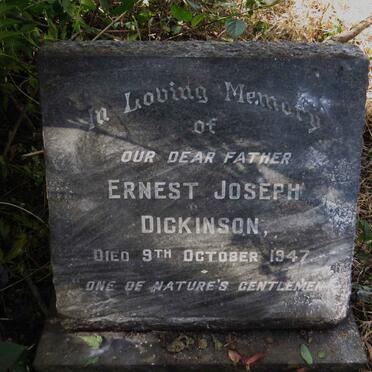 In Loving Memory
of
OUR DEAR FATHER
ERNEST JOSEPH
DICKINSON,
DIED 9TH OCTOBER 1947.
ONE OF NATURE'S GENTLEMEN